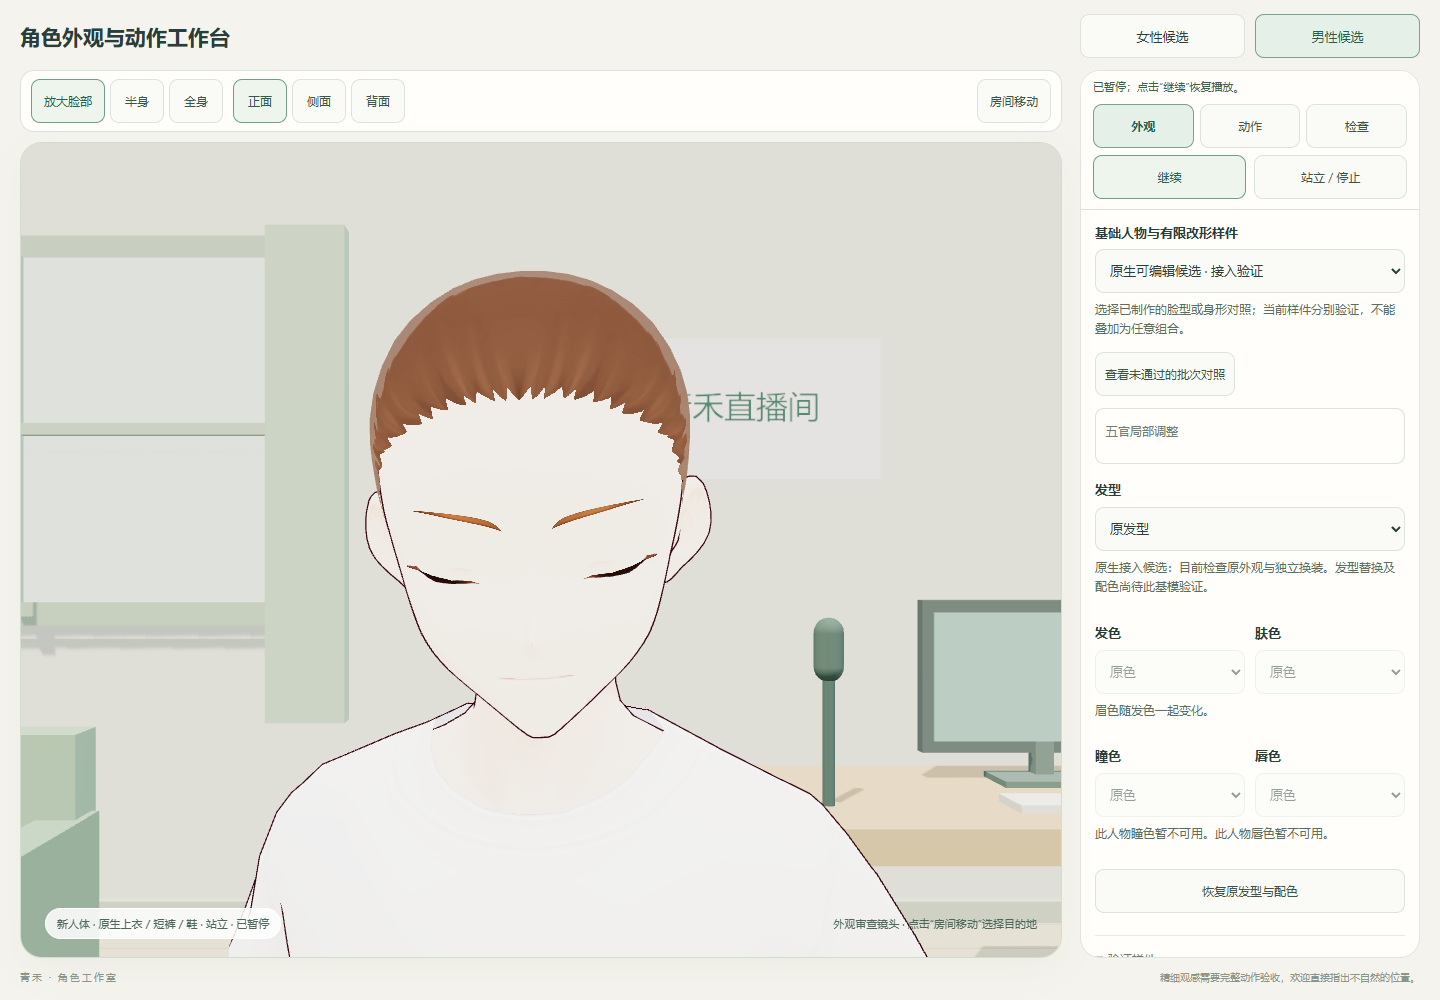 角色外观与动作工作台
女性候选
男性候选
放大脸部
半身
全身
正面
侧面
背面
房间移动
已暂停；点击“继续”恢复播放。
外观
动作
检查
继续
站立 / 停止
基础人物与有限改形样件
原生可编辑候选 · 接入验证
选择已制作的脸型或身形对照；当前样件分别验证，不能
叠加为任意组合。
查看未通过的批次对照
五官局部调整
发型
原发型
原生接入候选：目前检查原外观与独立换装。发型替换及
配色尚待此基模验证。
发色
肤色
原色
原色
眉色随发色一起变化。
瞳色
唇色
原色
原色
此人物瞳色暂不可用。此人物唇色暂不可用。
恢复原发型与配色
禾直播间
新人体 · 原生上衣 / 短裤 / 鞋 · 站立 · 已暂停
外观审查镜头 · 点击“房间移动”选择目的地
青禾 · 角色工作室
精细观感需要完整动作验收，欢迎直接指出不自然的位置。